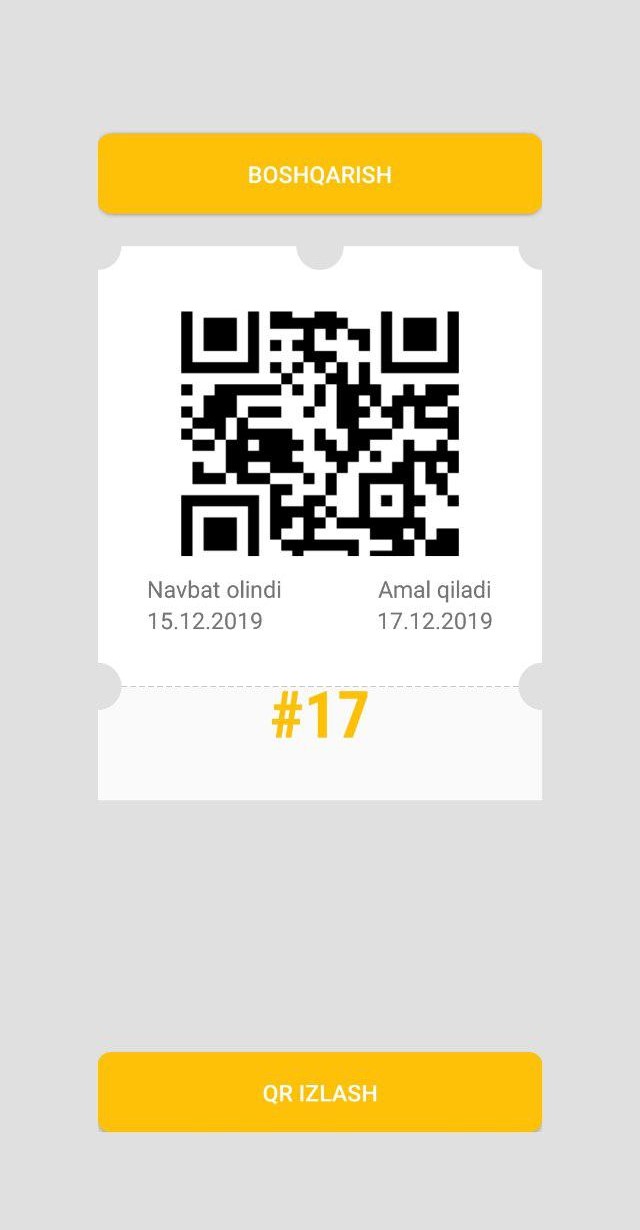 BOSHQARISH
Navbat olindi Amal qiladi
15.12.2019 17.12.2019
#17
QR IZLASH